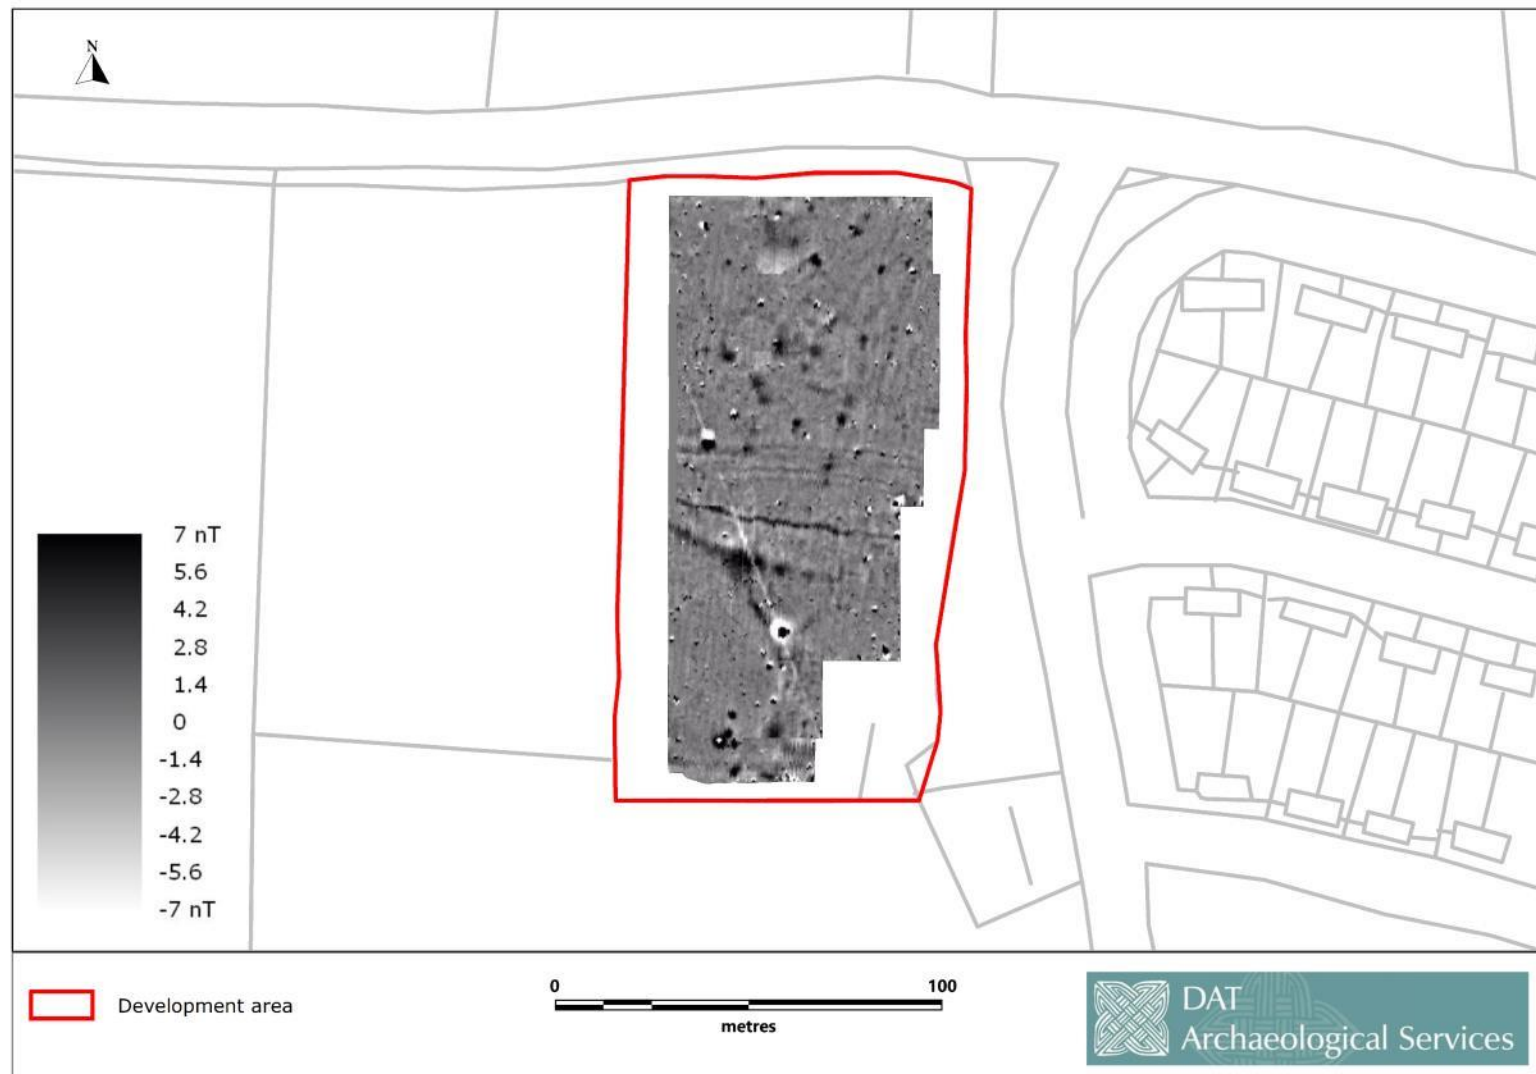 N
7 nT
5.6
4.2
2.8
1.4
0
-1.4
-2.8
-4.2
-5.6
-7 nT
Development area
0 100
metres
DAT
Archaeological Services